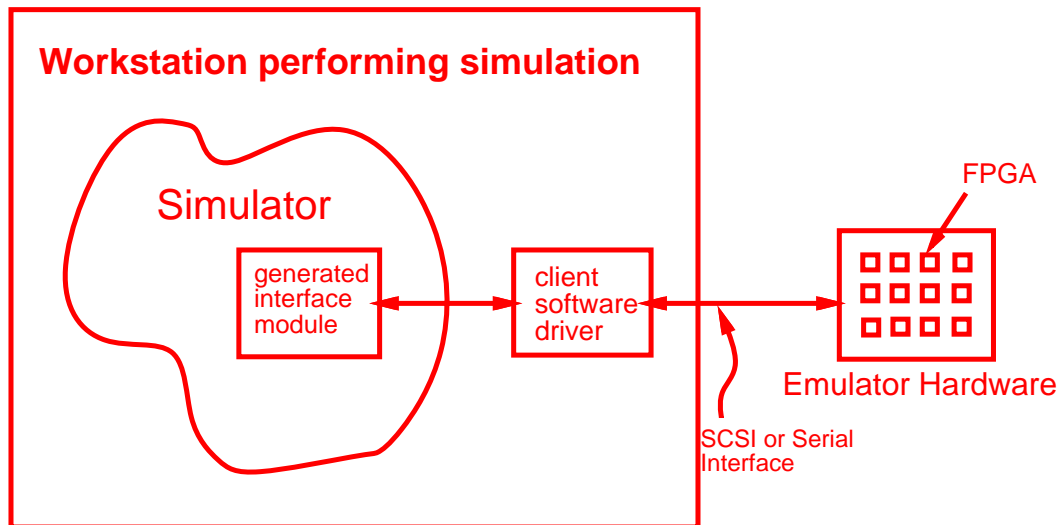 Workstation performing simulation
Simulator
generated
interface
module
client
software
driver
FPGA
Emulator Hardware
SCSI or Serial
Interface